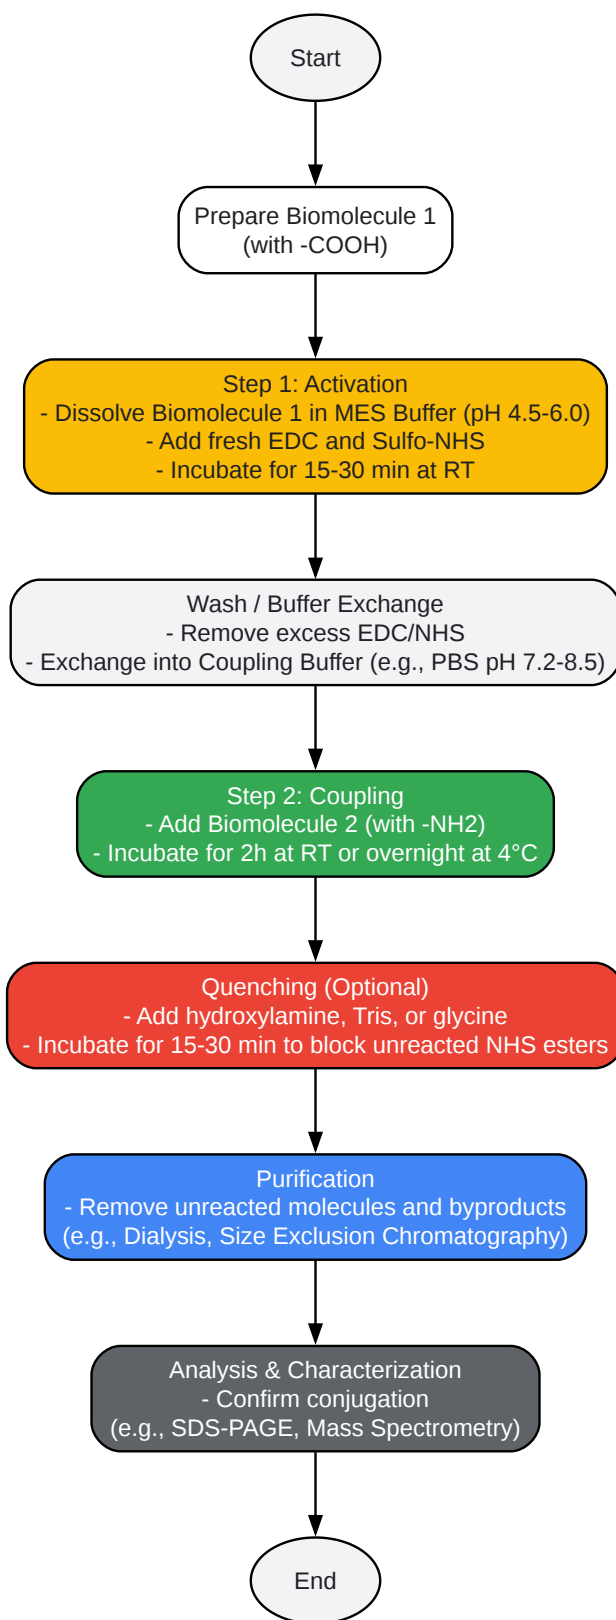 Start
Prepare Biomolecule 1
(with -COOH)
Step 1: Activation
- Dissolve Biomolecule 1 in MES Buffer (pH 4.5-6.0)
- Add fresh EDC and Sulfo-NHS
- Incubate for 15-30 min at RT
Wash / Buffer Exchange
- Remove excess EDC/NHS
- Exchange into Coupling Buffer (e.g., PBS pH 7.2-8.5)
Step 2: Coupling
- Add Biomolecule 2 (with -NH2)
- Incubate for 2h at RT or overnight at 4°C
Quenching (Optional)
- Add hydroxylamine, Tris, or glycine
- Incubate for 15-30 min to block unreacted NHS esters
Purification
- Remove unreacted molecules and byproducts
(e.g., Dialysis, Size Exclusion Chromatography)
Analysis & Characterization
- Confirm conjugation
(e.g., SDS-PAGE, Mass Spectrometry)
End